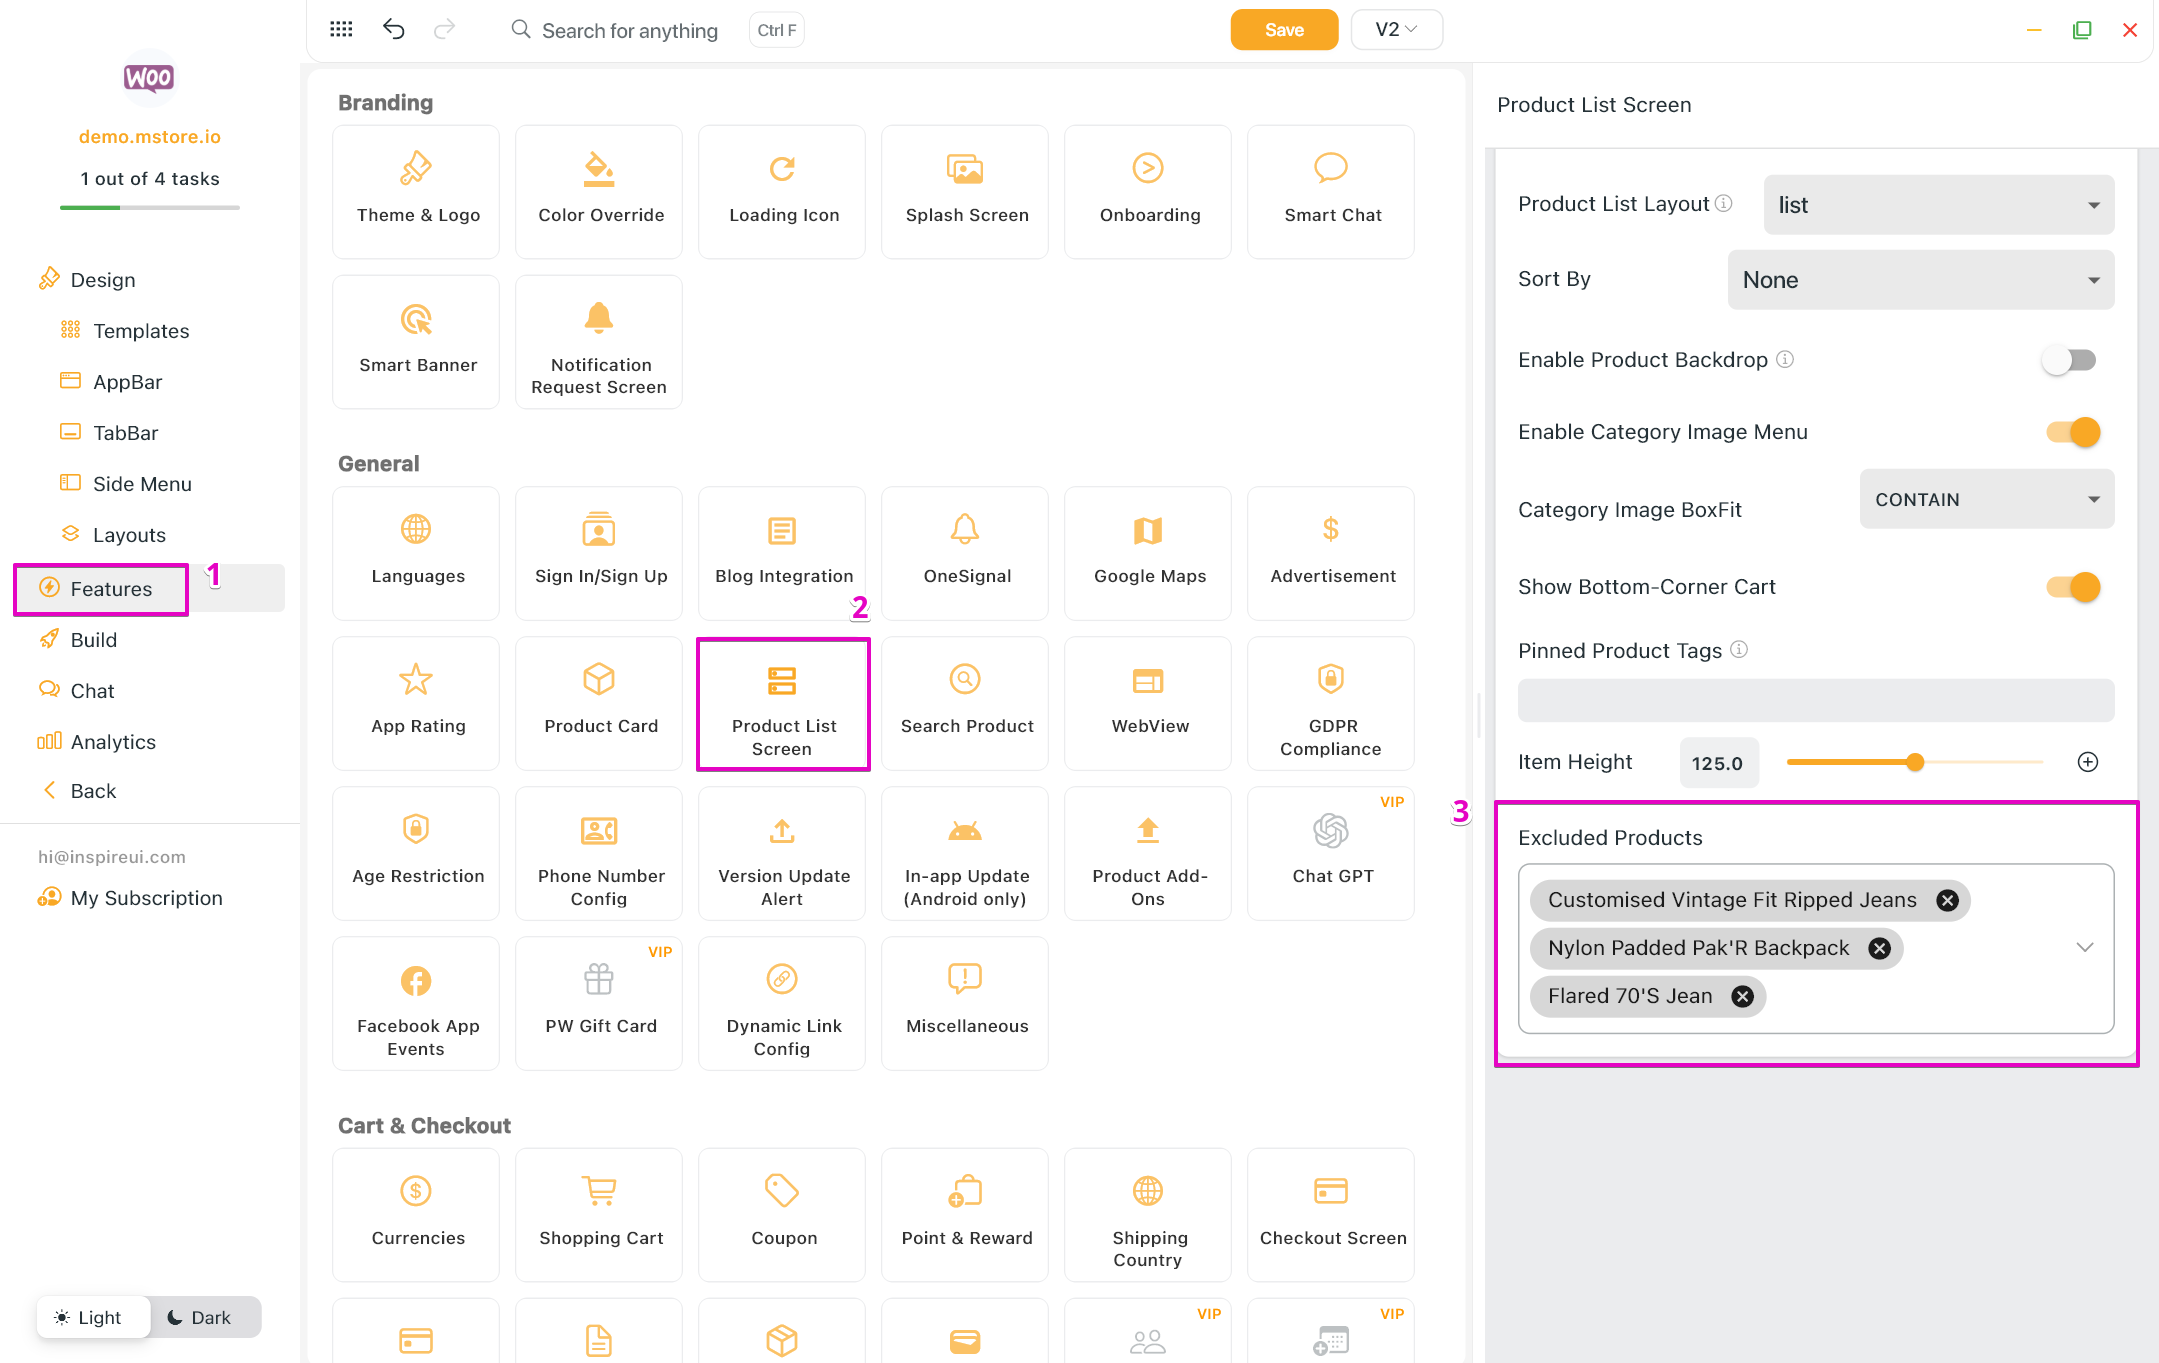 Search for anything
Ctrl F
Save
V2
WOO
demo.mstore.io
1 out of 4 tasks
Design
Templates
AppBar
TabBar
Side Menu
Layouts
Features
1
Build
Chat
Analytics
Back
hi@inspireui.com
My Subscription
Light
Dark
Branding
Theme & Logo
Color Override
Loading Icon
Splash Screen
Onboarding
Smart Chat
Smart Banner
Notification
Request Screen
General
Languages
Sign In/Sign Up
Blog Integration
OneSignal
Google Maps
Advertisement
2
App Rating
Product Card
Product List
Screen
Search Product
WebView
GDPR
Compliance
Age Restriction
Phone Number
Config
Version Update
Alert
In-app Update
(Android only)
Product Add-
Ons
VIP
Chat GPT
Facebook App
Events
VIP
PW Gift Card
Dynamic Link
Config
Miscellaneous
Cart & Checkout
Currencies
Shopping Cart
Coupon
Point & Reward
Shipping
Country
Checkout Screen
VIP
VIP
Product List Screen
Product List Layout
list
Sort By
None
Enable Product Backdrop
Enable Category Image Menu
Category Image BoxFit
CONTAIN
Show Bottom-Corner Cart
Pinned Product Tags
Item Height
125.0
3
Excluded Products
Customised Vintage Fit Ripped Jeans
Nylon Padded Pak'R Backpack
Flared 70'S Jean